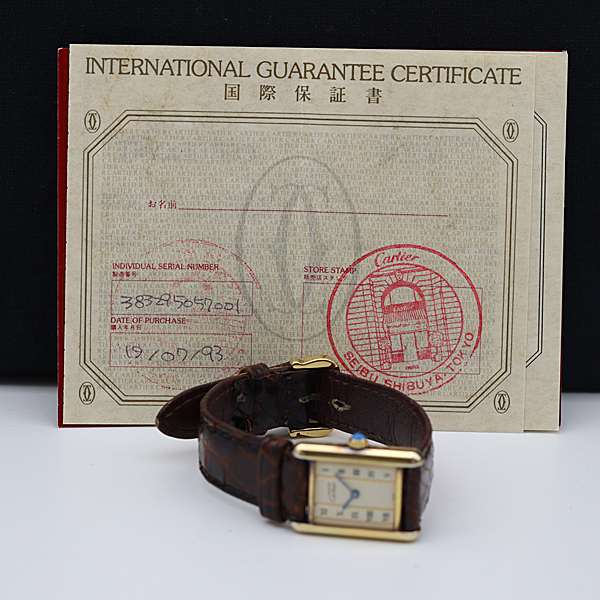 INTERNATIONAL GUARANTEE CERTIFICATE
国際保証書
お名前
INDIVIDUAL SERIAL NUMBER
製造番号
STORE STAMP
販売店スタンプ
DATE OF PURCHASE
購入年月日
19/07/93
Cartier
PARIS
SEIBU SHIBUYA, TOKYO